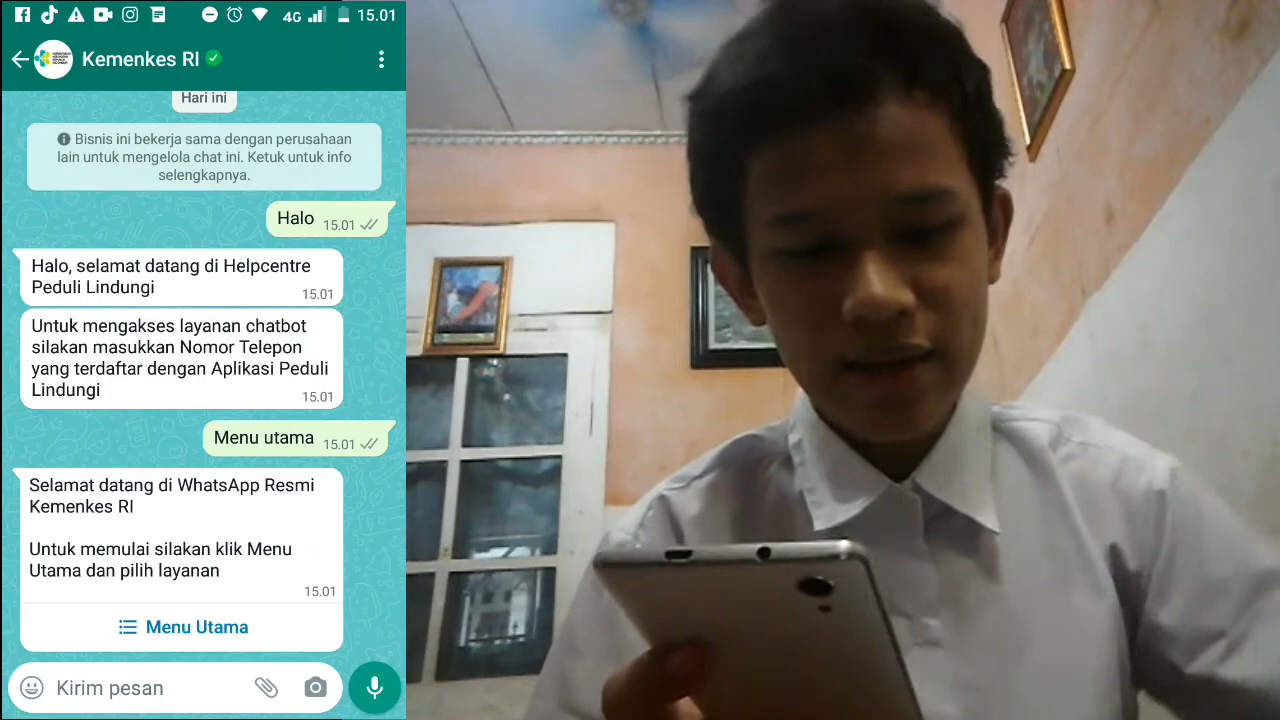 4G 15.01
Kemenkes RI
Hari ini
Bisnis ini bekerja sama dengan perusahaan
lain untuk mengelola chat ini. Ketuk untuk info
selengkapnya.
Halo 15.01
Halo, selamat datang di Helpcentre
Peduli Lindungi
15.01
Untuk mengakses layanan chatbot
silakan masukkan Nomor Telepon
yang terdaftar dengan Aplikasi Peduli
Lindungi
15.01
Menu utama 15.01
Selamat datang di WhatsApp Resmi
Kemenkes RI
Untuk memulai silakan klik Menu
Utama dan pilih layanan
15.01
Menu Utama
Kirim pesan